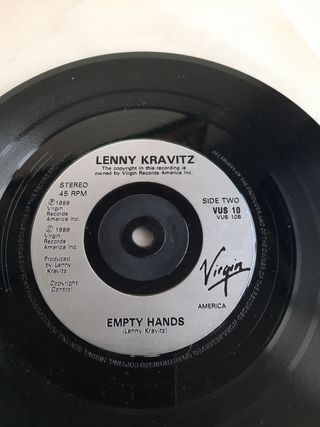 LENNY KRAVITZ
The copyright in this recording is
owned by Virgin Records America Inc.
STEREO
45 RPM
Ⓟ 1989
Virgin
Records
America Inc.
© 1989
Virgin
Records
America Inc.
Produced by
Lenny
Kravitz
Copyright
Control
SIDE TWO
VUS 10
VUS 10B
Virgin
AMERICA
EMPTY HANDS
(Lenny Kravitz)